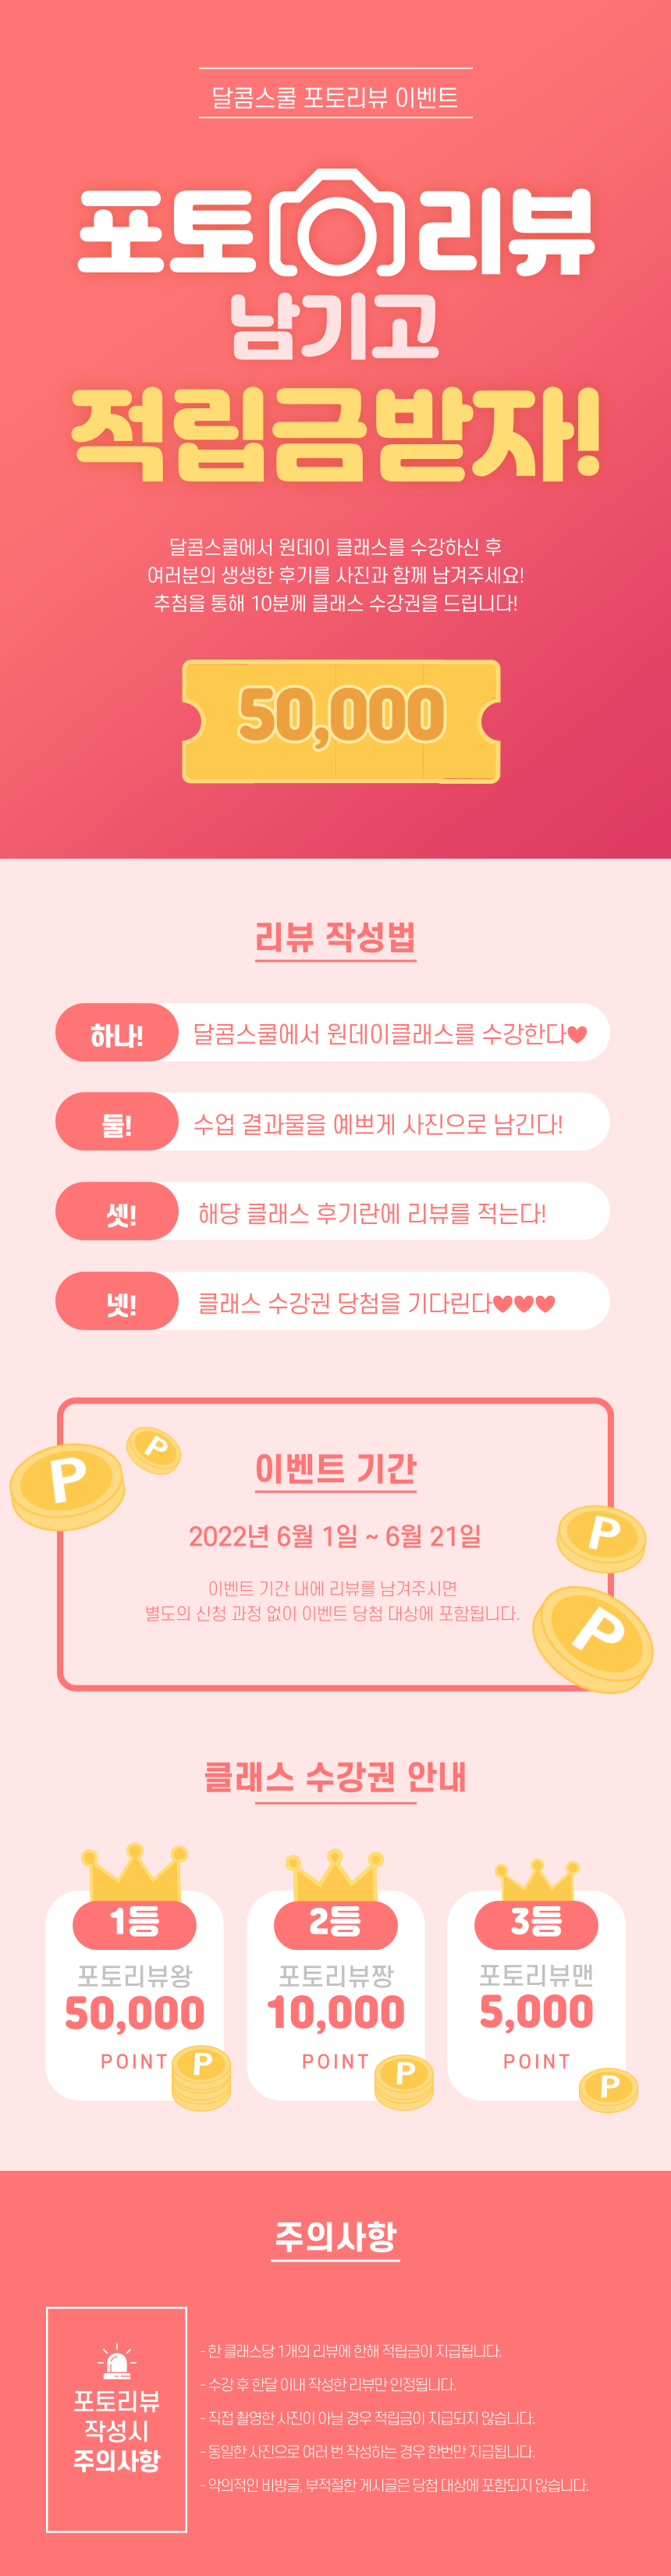 달콤스쿨 포토리뷰 이벤트
포토 리뷰
남기고
적립금받자!
달콤스쿨에서 원데이 클래스를 수강하신 후
여러분의 생생한 후기를 사진과 함께 남겨주세요!
추첨을 통해 10분께 클래스 수강권을 드립니다!
50,000
리뷰 작성법
하나! 달콤스쿨에서 원데이클래스를 수강한다♥
둘! 수업 결과물을 예쁘게 사진으로 남긴다!
셋! 해당 클래스 후기란에 리뷰를 적는다!
넷! 클래스 수강권 당첨을 기다린다♥♥♥
P
P
이벤트 기간
2022년 6월 1일 ~ 6월 21일
P
이벤트 기간 내에 리뷰를 남겨주시면
별도의 신청 과정 없이 이벤트 당첨 대상에 포함됩니다.
P
클래스 수강권 안내
1등
포토리뷰왕
50,000
POINT
P
2등
포토리뷰짱
10,000
POINT
P
3등
포토리뷰맨
5,000
POINT
P
주의사항
포토리뷰
작성시
주의사항
- 한 클래스당 1개의 리뷰에 한해 적립금이 지급됩니다.
- 수강 후 한달 이내 작성한 리뷰만 인정됩니다.
- 직접 촬영한 사진이 아닐 경우 적립금이 지급되지 않습니다.
- 동일한 사진으로 여러 번 작성하는 경우 한번만 지급됩니다.
- 악의적인 비방글, 부적절한 게시글은 당첨 대상에 포함되지 않습니다.